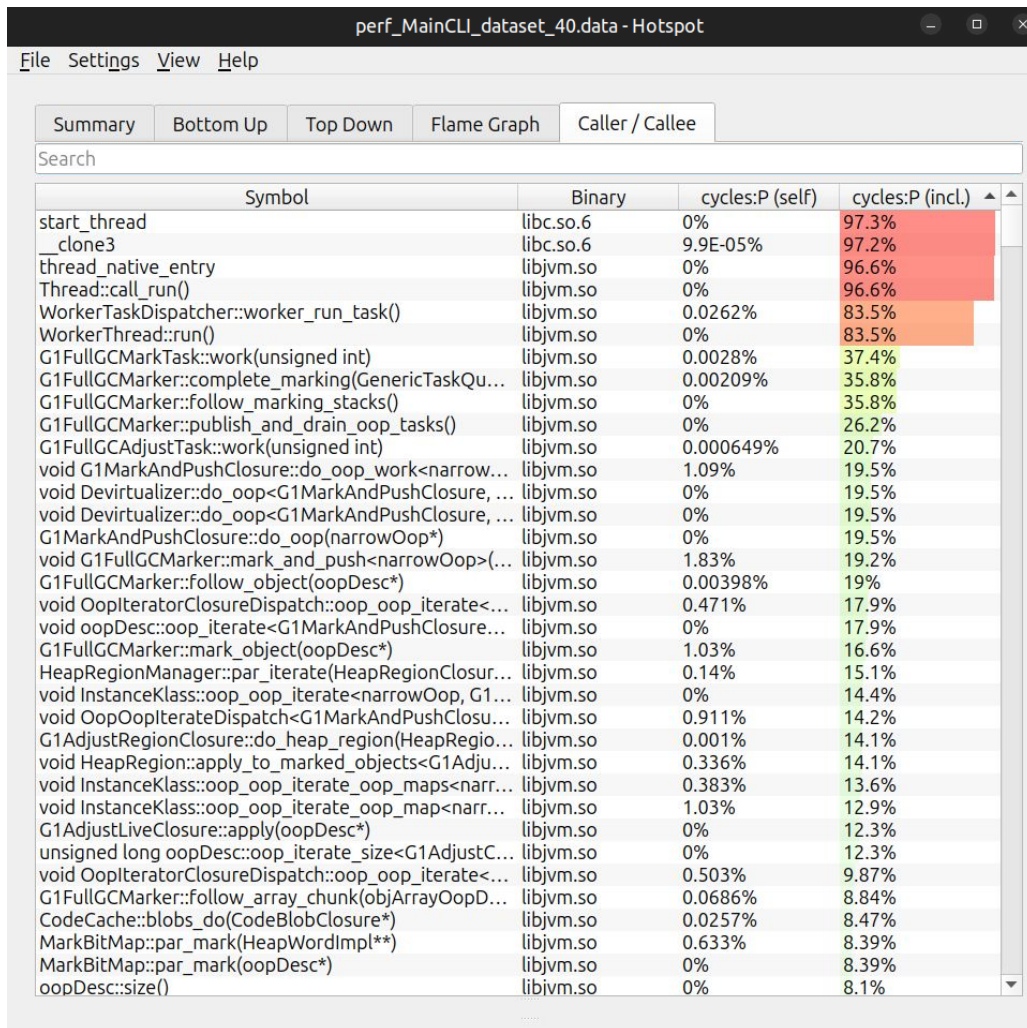 perf_MainCLI_dataset_40.data - Hotspot
File Settings View Help
Summary Bottom Up Top Down Flame Graph Caller / Callee
Search
Symbol Binary cycles:P (self) cycles:P (incl.)
start_thread libc.so.6 0% 97.3%
__clone3 libc.so.6 9.9E-05% 97.2%
thread_native_entry libjvm.so 0% 96.6%
Thread::call_run() libjvm.so 0% 96.6%
WorkerTaskDispatcher::worker_run_task() libjvm.so 0.0262% 83.5%
WorkerThread::run() libjvm.so 0% 83.5%
G1FullGCMarkTask::work(unsigned int) libjvm.so 0.0028% 37.4%
G1FullGCMarker::complete_marking(GenericTaskQu... libjvm.so 0.00209% 35.8%
G1FullGCMarker::follow_marking_stacks() libjvm.so 0% 35.8%
G1FullGCMarker::publish_and_drain_oop_tasks() libjvm.so 0% 26.2%
G1FullGCAdjustTask::work(unsigned int) libjvm.so 0.000649% 20.7%
void G1MarkAndPushClosure::do_oop_work<narrow... libjvm.so 1.09% 19.5%
void Devirtualizer::do_oop<G1MarkAndPushClosure, ... libjvm.so 0% 19.5%
void Devirtualizer::do_oop<G1MarkAndPushClosure, ... libjvm.so 0% 19.5%
G1MarkAndPushClosure::do_oop(narrowOop*) libjvm.so 0% 19.5%
void G1FullGCMarker::mark_and_push<narrowOop>(... libjvm.so 1.83% 19.2%
G1FullGCMarker::follow_object(oopDesc*) libjvm.so 0.00398% 19%
void OopIteratorClosureDispatch::oop_oop_iterate<... libjvm.so 0.471% 17.9%
void oopDesc::oop_iterate<G1MarkAndPushClosure... libjvm.so 0% 17.9%
G1FullGCMarker::mark_object(oopDesc*) libjvm.so 1.03% 16.6%
HeapRegionManager::par_iterate(HeapRegionClosur... libjvm.so 0.14% 15.1%
void InstanceKlass::oop_oop_iterate<narrowOop, G1... libjvm.so 0% 14.4%
void OopOopIterateDispatch<G1MarkAndPushClosu... libjvm.so 0.911% 14.2%
G1AdjustRegionClosure::do_heap_region(HeapRegio... libjvm.so 0.001% 14.1%
void HeapRegion::apply_to_marked_objects<G1Adju... libjvm.so 0.336% 14.1%
void InstanceKlass::oop_oop_iterate_oop_maps<narr... libjvm.so 0.383% 13.6%
void InstanceKlass::oop_oop_iterate_oop_map<narr... libjvm.so 1.03% 12.9%
G1AdjustLiveClosure::apply(oopDesc*) libjvm.so 0% 12.3%
unsigned long oopDesc::oop_iterate_size<G1AdjustC... libjvm.so 0% 12.3%
void OopIteratorClosureDispatch::oop_oop_iterate<... libjvm.so 0.503% 9.87%
G1FullGCMarker::follow_array_chunk(objArrayOopD... libjvm.so 0.0686% 8.84%
CodeCache::blobs_do(CodeBlobClosure*) libjvm.so 0.0257% 8.47%
MarkBitMap::par_mark(HeapWordImpl**) libjvm.so 0.633% 8.39%
MarkBitMap::par_mark(oopDesc*) libjvm.so 0% 8.39%
oopDesc::size() libjvm.so 0% 8.1%